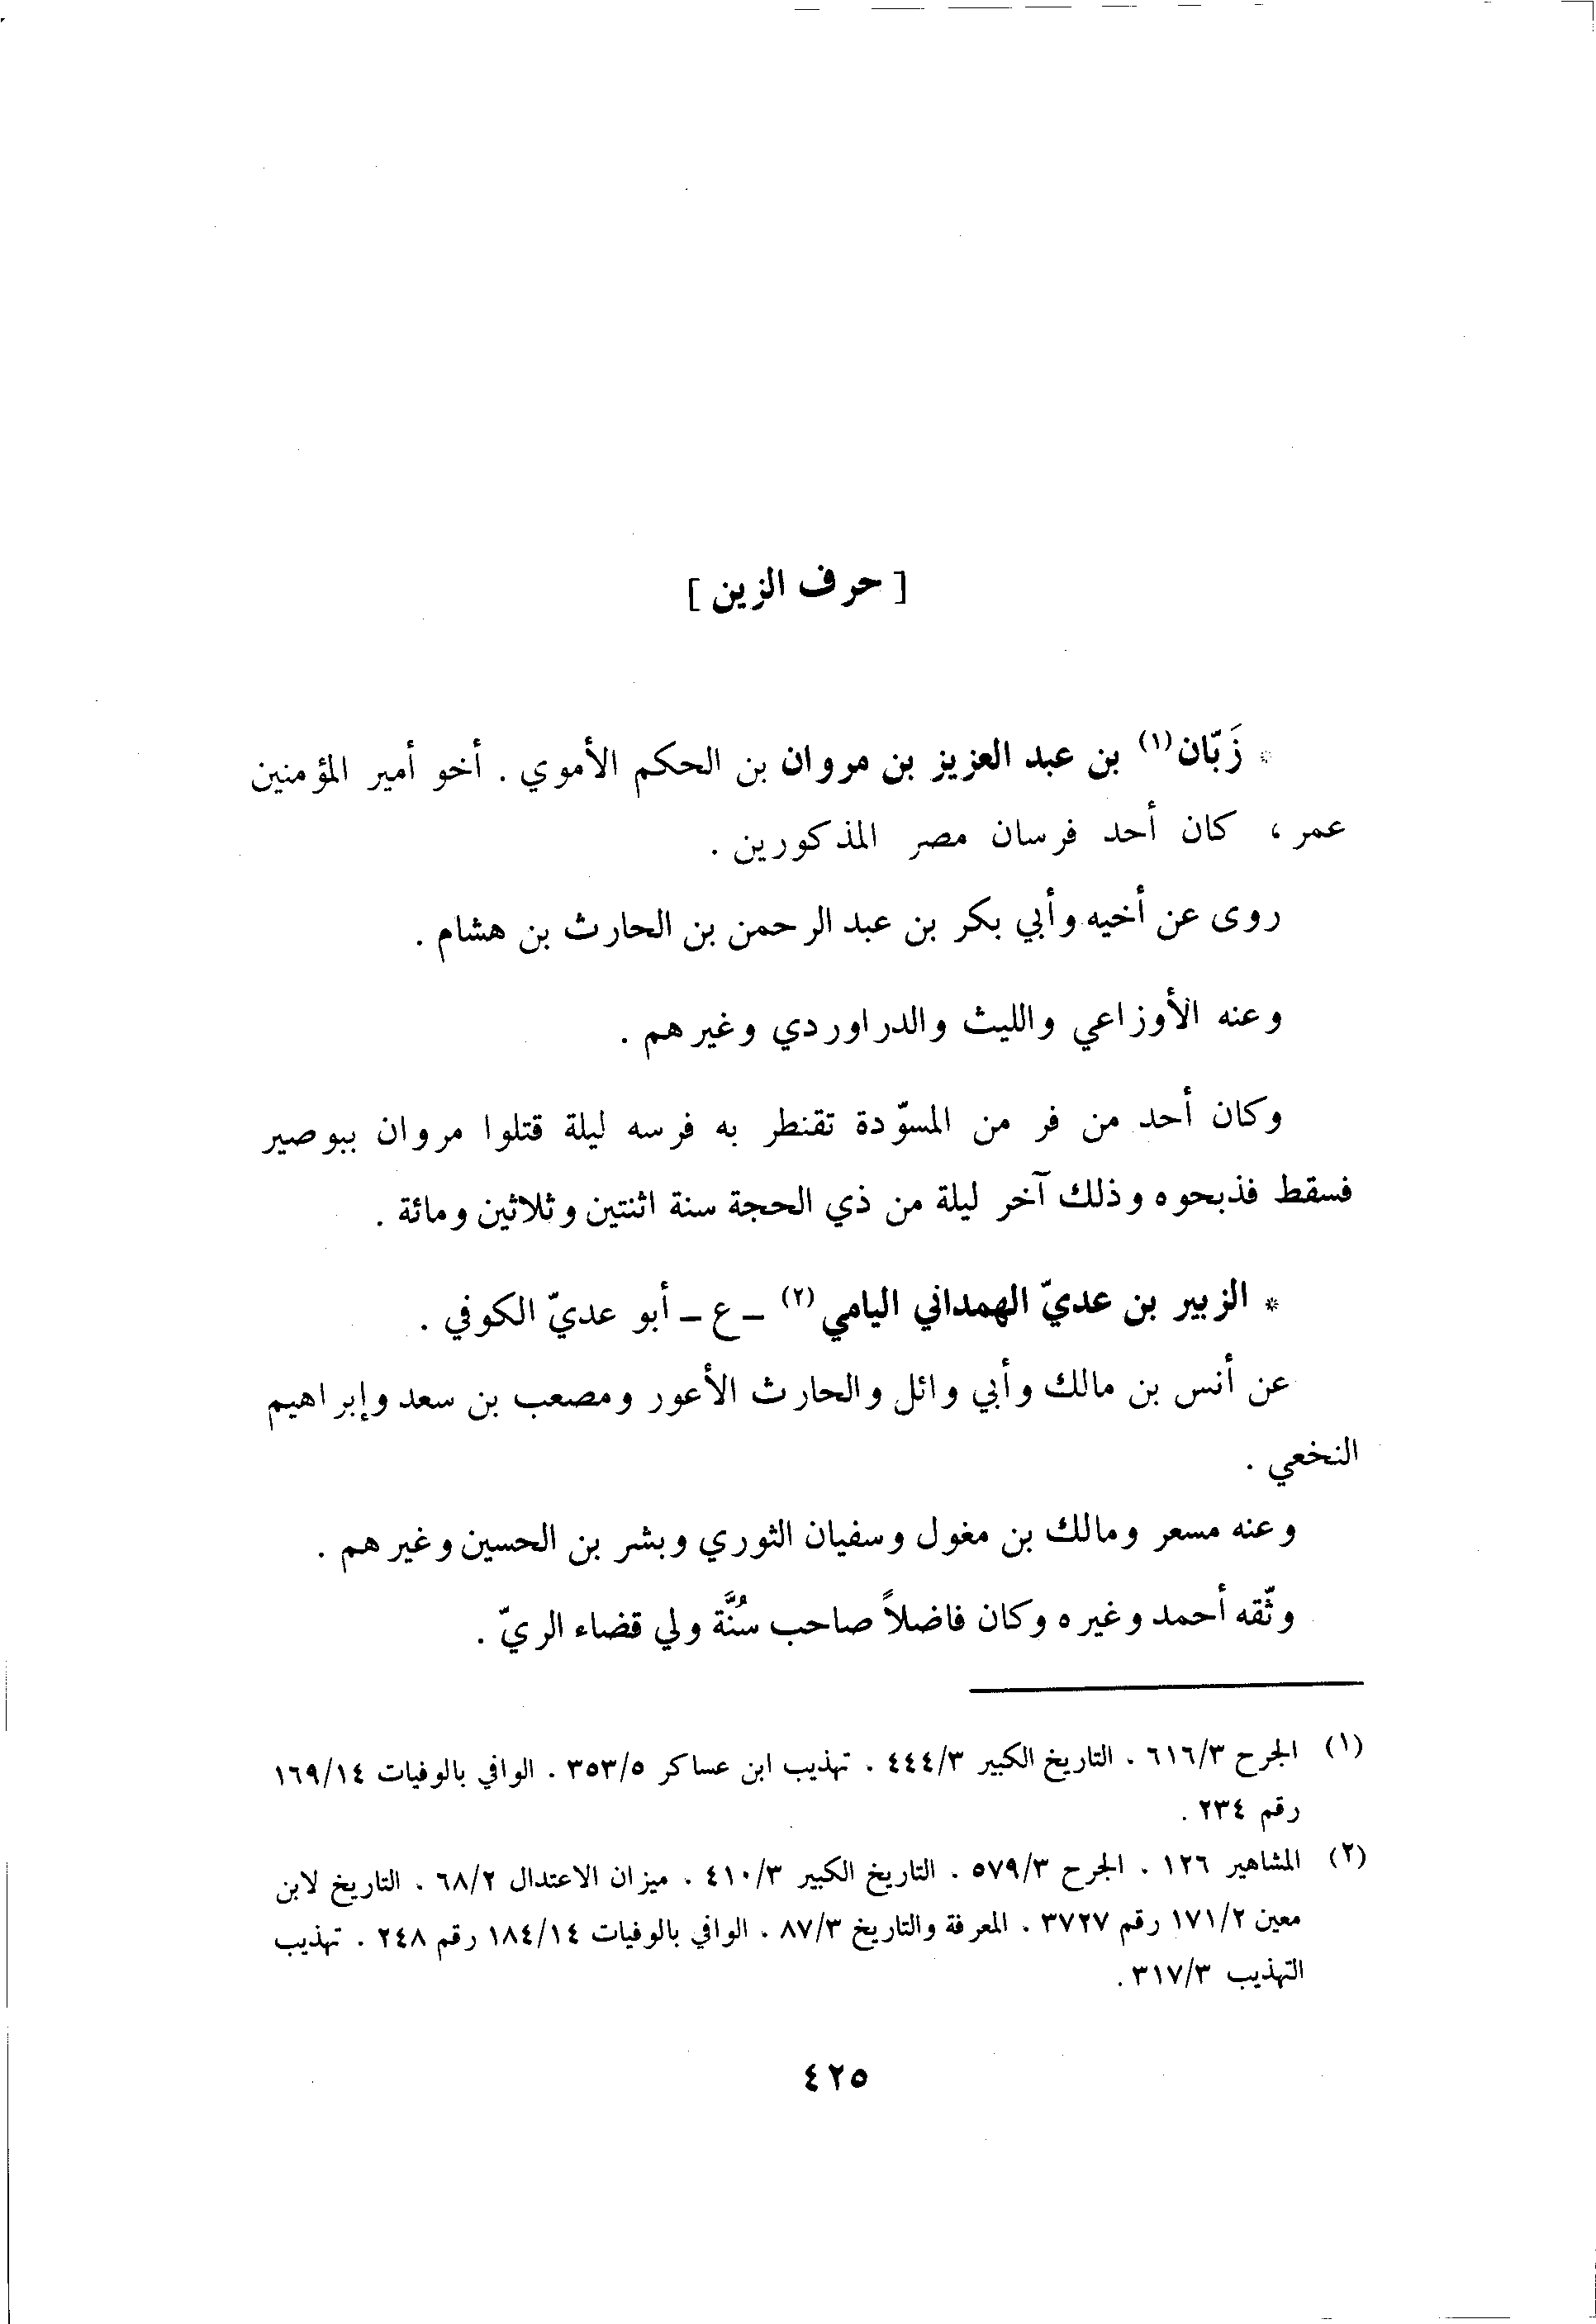 [ حرف الزين ]
* زَبّان(١) بن عبد العزيز بن مروان بن الحكم الأموي . أخو أمير المؤمنين
عمر ، كان أحد فرسان مصر المذكورين .
روى عن أخيه وأبي بكر بن عبد الرحمن بن الحارث بن هشام .
وعنه الأوزاعي والليث والدراوردي وغيرهم .
وكان أحد من فر من المسوّدة تقنطر به فرسه ليلة قتلوا مروان ببوصير
فسقط فذبحوه وذلك آخر ليلة من ذي الحجة سنة اثنتين وثلاثين ومائة .
* الزبير بن عديّ الهمداني اليامي(٢) - ع - أبو عديّ الكوفي .
عن أنس بن مالك وأبي وائل والحارث الأعور ومصعب بن سعد وإبراهيم
النخعي .
وعنه مسعر ومالك بن مغول وسفيان الثوري وبشر بن الحسين وغيرهم .
وثّقه أحمد وغيره وكان فاضلاً صاحب سُنَّة ولي قضاء الريّ .
(١) الجرح ٦١٦/٣ . التاريخ الكبير ٤٤٤/٣ . تهذيب ابن عساكر ٣٥٣/٥ . الوافي بالوفيات ١٦٩/١٤
رقم ٢٣٤ .
(٢) المشاهير ١٢٦ . الجرح ٥٧٩/٣ . التاريخ الكبير ٤١٠/٣ . ميزان الاعتدال ٦٨/٢ . التاريخ لابن
معين ١٧١/٢ رقم ٣٧٢٧ . المعرفة والتاريخ ٨٧/٣ . الوافي بالوفيات ١٨٤/١٤ رقم ٢٤٨ . تهذيب
التهذيب ٣١٧/٣ .
٤٢٥